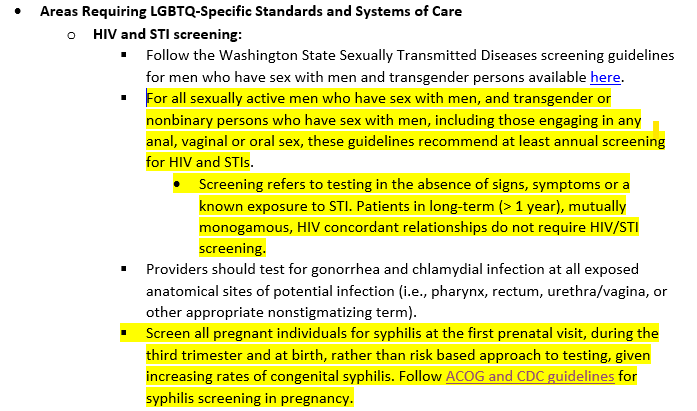 • Areas Requiring LGBTQ-Specific Standards and Systems of Care
o HIV and STI screening:
▪ Follow the Washington State Sexually Transmitted Diseases screening guidelines
for men who have sex with men and transgender persons available here.
▪ For all sexually active men who have sex with men, and transgender or
nonbinary persons who have sex with men, including those engaging in any
anal, vaginal or oral sex, these guidelines recommend at least annual screening
for HIV and STIs.
• Screening refers to testing in the absence of signs, symptoms or a
known exposure to STI. Patients in long-term (> 1 year), mutually
monogamous, HIV concordant relationships do not require HIV/STI
screening.
▪ Providers should test for gonorrhea and chlamydial infection at all exposed
anatomical sites of potential infection (i.e., pharynx, rectum, urethra/vagina, or
other appropriate nonstigmatizing term).
▪ Screen all pregnant individuals for syphilis at the first prenatal visit, during the
third trimester and at birth, rather than risk based approach to testing, given
increasing rates of congenital syphilis. Follow ACOG and CDC guidelines for
syphilis screening in pregnancy.